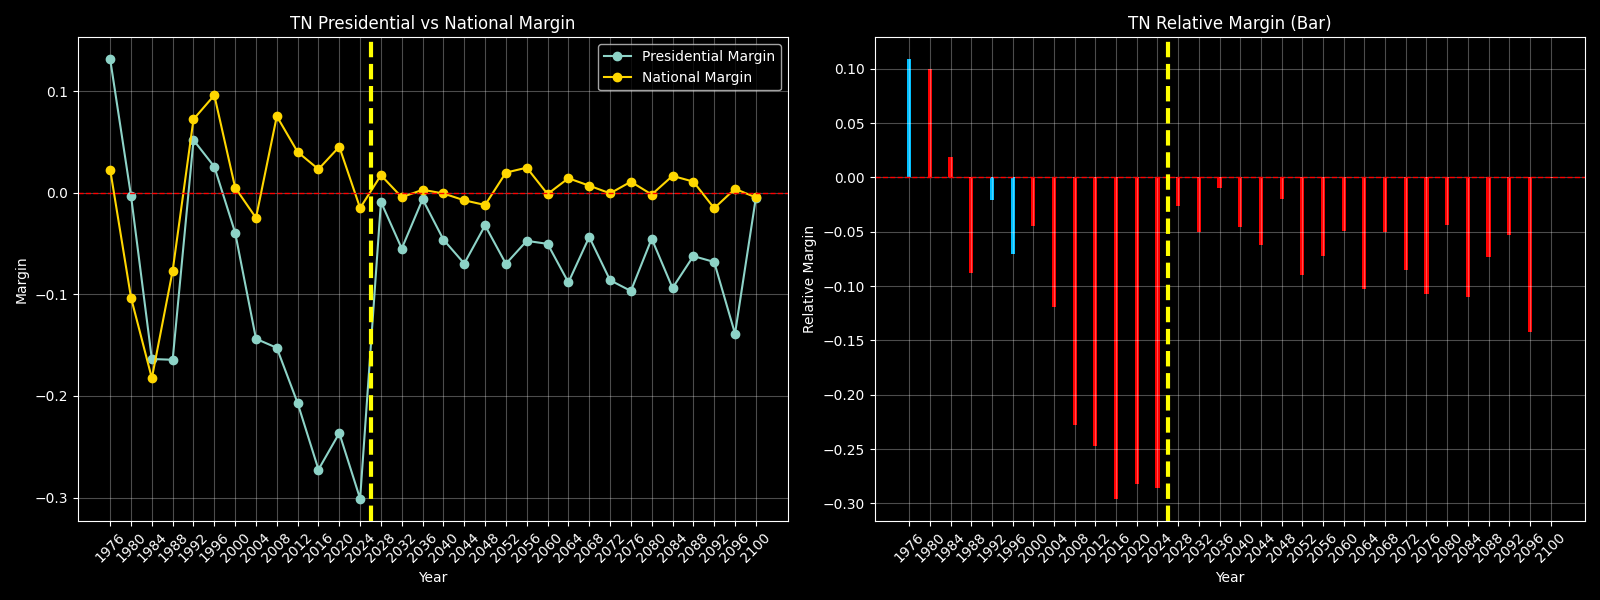 TN Presidential vs National Margin
Presidential Margin
National Margin
Margin
0.1
0.0
−0.1
−0.2
−0.3
1976 1980 1984 1988 1992 1996 2000 2004 2008 2012 2016 2020 2024 2028 2032 2036 2040 2044 2048 2052 2056 2060 2064 2068 2072 2076 2080 2084 2088 2092 2096 2100
Year
TN Relative Margin (Bar)
Relative Margin
0.10
0.05
0.00
−0.05
−0.10
−0.15
−0.20
−0.25
−0.30
1976 1980 1984 1988 1992 1996 2000 2004 2008 2012 2016 2020 2024 2028 2032 2036 2040 2044 2048 2052 2056 2060 2064 2068 2072 2076 2080 2084 2088 2092 2096 2100
Year